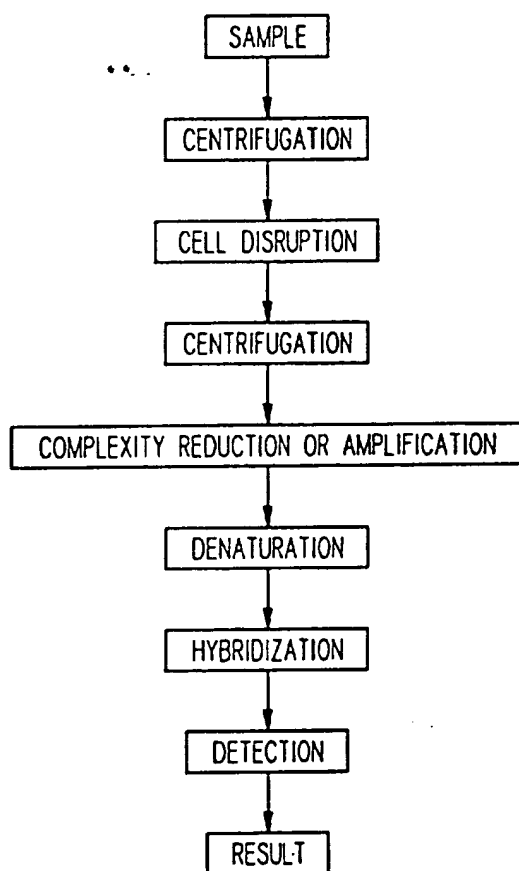 SAMPLE
CENTRIFUGATION
CELL DISRUPTION
CENTRIFUGATION
COMPLEXITY REDUCTION OR AMPLIFICATION
DENATURATION
HYBRIDIZATION
DETECTION
RESULT